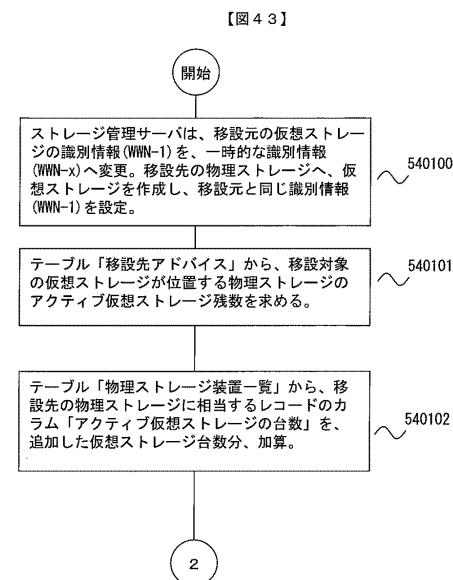 【図４３】
開始
ストレージ管理サーバは、移設元の仮想ストレー
ジの識別情報(WWN-1)を、一時的な識別情報
(WWN-x)へ変更。移設先の物理ストレージへ、仮
想ストレージを作成し、移設元と同じ識別情報
(WWN-1)を設定。
540100
テーブル「移設先アドバイス」から、移設対象
の仮想ストレージが位置する物理ストレージの
アクティブ仮想ストレージ残数を求める。
540101
テーブル「物理ストレージ装置一覧」から、移
設先の物理ストレージに相当するレコードのカ
ラム「アクティブ仮想ストレージの台数」を、
追加した仮想ストレージ台数分、加算。
540102
2